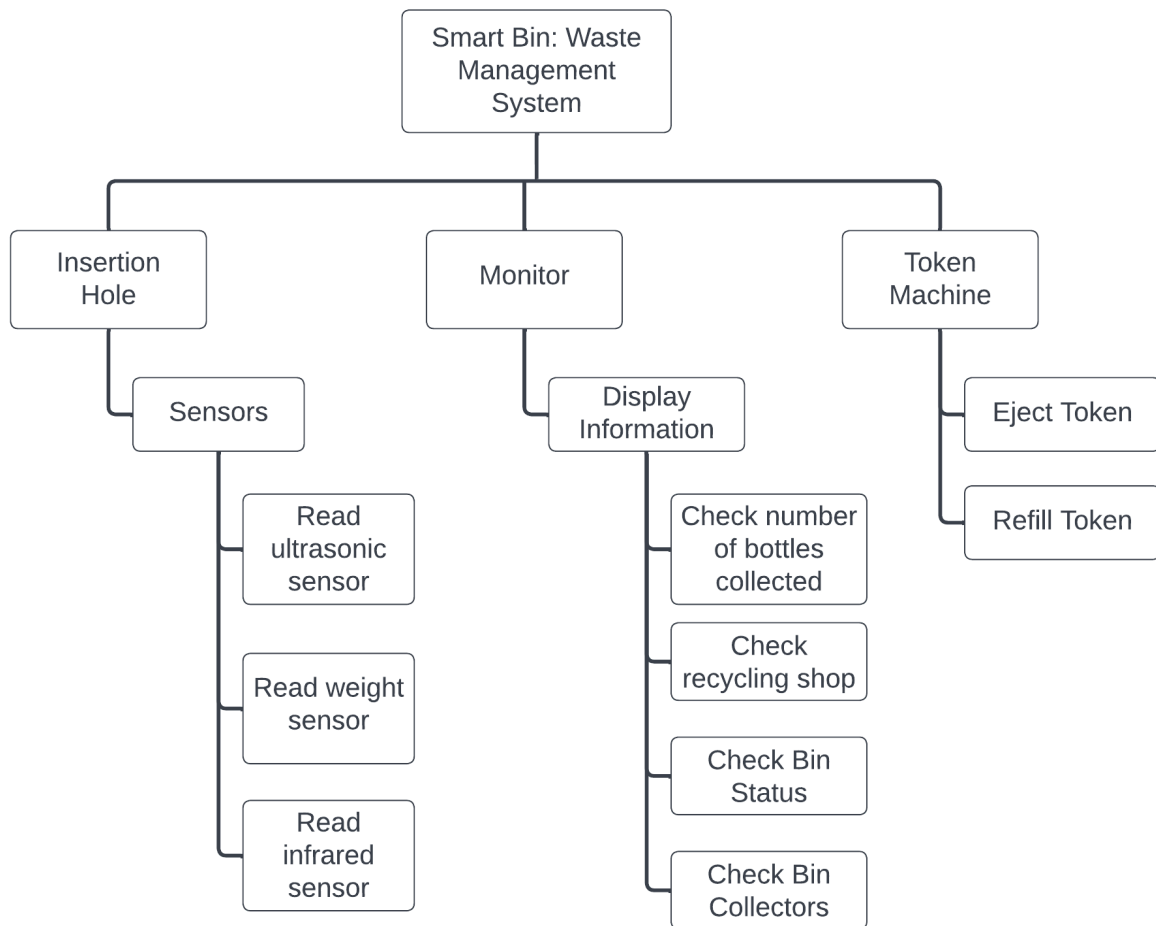 Smart Bin: Waste
Management
System
Insertion
Hole
Monitor
Token
Machine
Sensors
Display
Information
Eject Token
Refill Token
Read
ultrasonic
sensor
Read weight
sensor
Read
infrared
sensor
Check number
of bottles
collected
Check
recycling shop
Check Bin
Status
Check Bin
Collectors